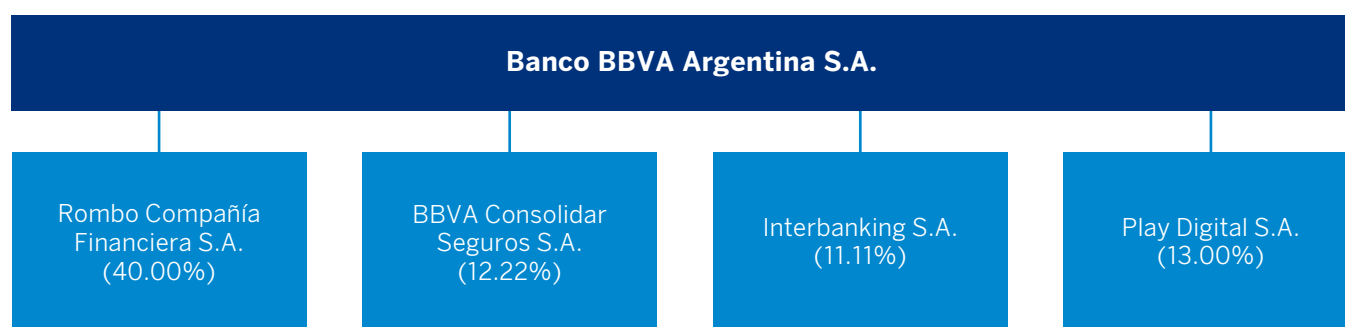 Banco BBVA Argentina S.A.
Rombo Compañía
Financiera S.A.
(40.00%)
BBVA Consolidar
Seguros S.A.
(12.22%)
Interbanking S.A.
(11.11%)
Play Digital S.A.
(13.00%)